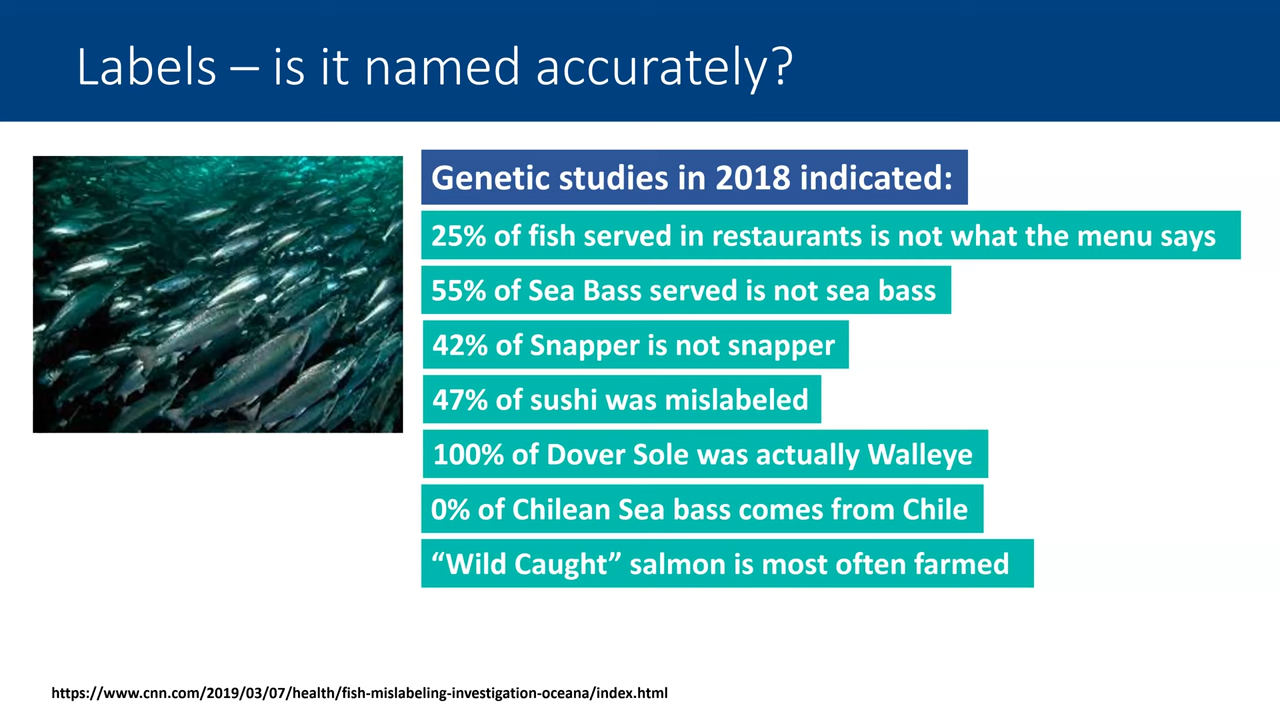 Labels – is it named accurately?
Genetic studies in 2018 indicated:
25% of fish served in restaurants is not what the menu says
55% of Sea Bass served is not sea bass
42% of Snapper is not snapper
47% of sushi was mislabeled
100% of Dover Sole was actually Walleye
0% of Chilean Sea bass comes from Chile
“Wild Caught” salmon is most often farmed
https://www.cnn.com/2019/03/07/health/fish-mislabeling-investigation-oceana/index.html